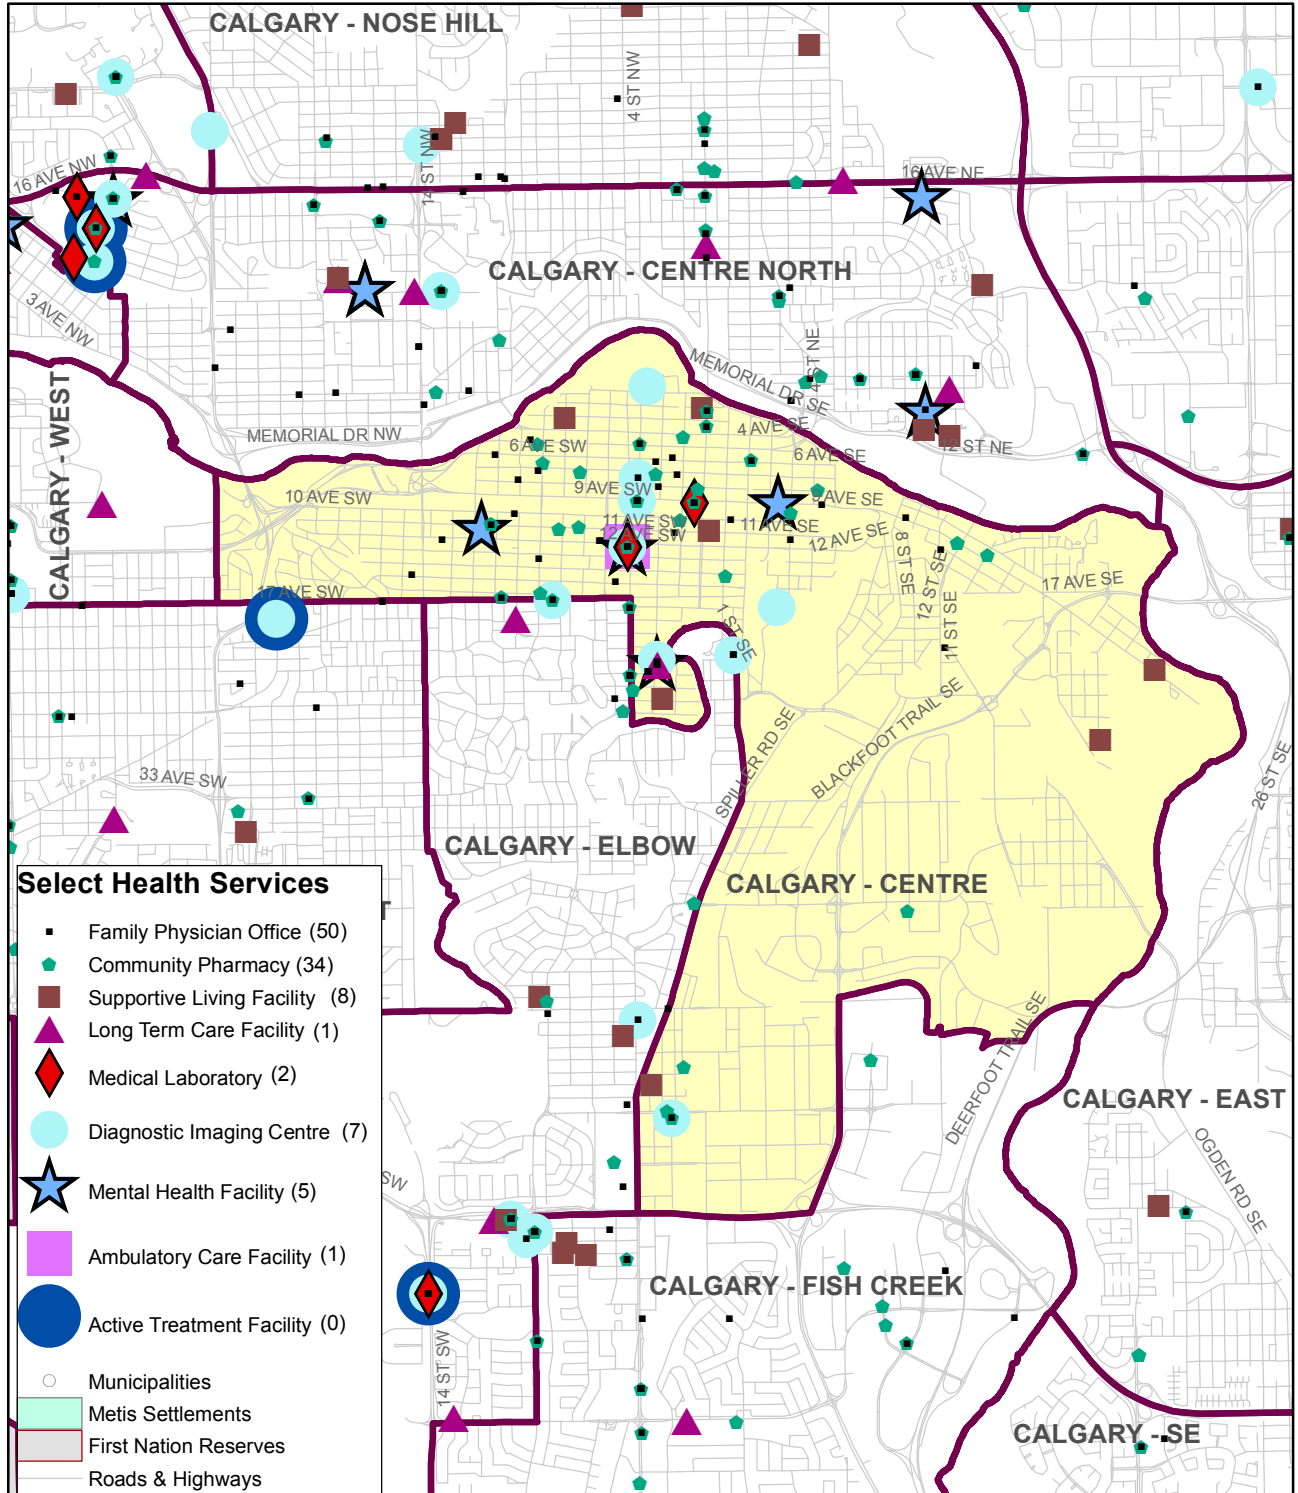 CALGARY - NOSE HILL
4 ST NW
14 ST NW
16 AVE NW
16 AVE NE
CALGARY - CENTRE NORTH
3 AVE NW
MEMORIAL DR SE
4 ST NE
CALGARY - WEST
MEMORIAL DR NW
6 AVE SW
4 AVE SE
6 AVE SE
12 ST NE
10 AVE SW
9 AVE SW
9 AVE SE
11 AVE SW
11 AVE SE
12 AVE SW
12 AVE SE
8 ST SE
12 ST SE
11 ST SE
17 AVE SE
17 AVE SW
1 ST SE
SPILLER RD SE
BLACKFOOT TRAIL SE
26 ST SE
33 AVE SW
CALGARY - ELBOW
CALGARY - CENTRE
T
Select Health Services
Family Physician Office (50)
Community Pharmacy (34)
Supportive Living Facility (8)
Long Term Care Facility (1)
Medical Laboratory (2)
Diagnostic Imaging Centre (7)
Mental Health Facility (5)
Ambulatory Care Facility (1)
Active Treatment Facility (0)
Municipalities
Metis Settlements
First Nation Reserves
Roads & Highways
DEERFOOT TRAIL SE
CALGARY - EAST
OGDEN RD SE
SW
CALGARY - FISH CREEK
14 ST SW
CALGARY - SE